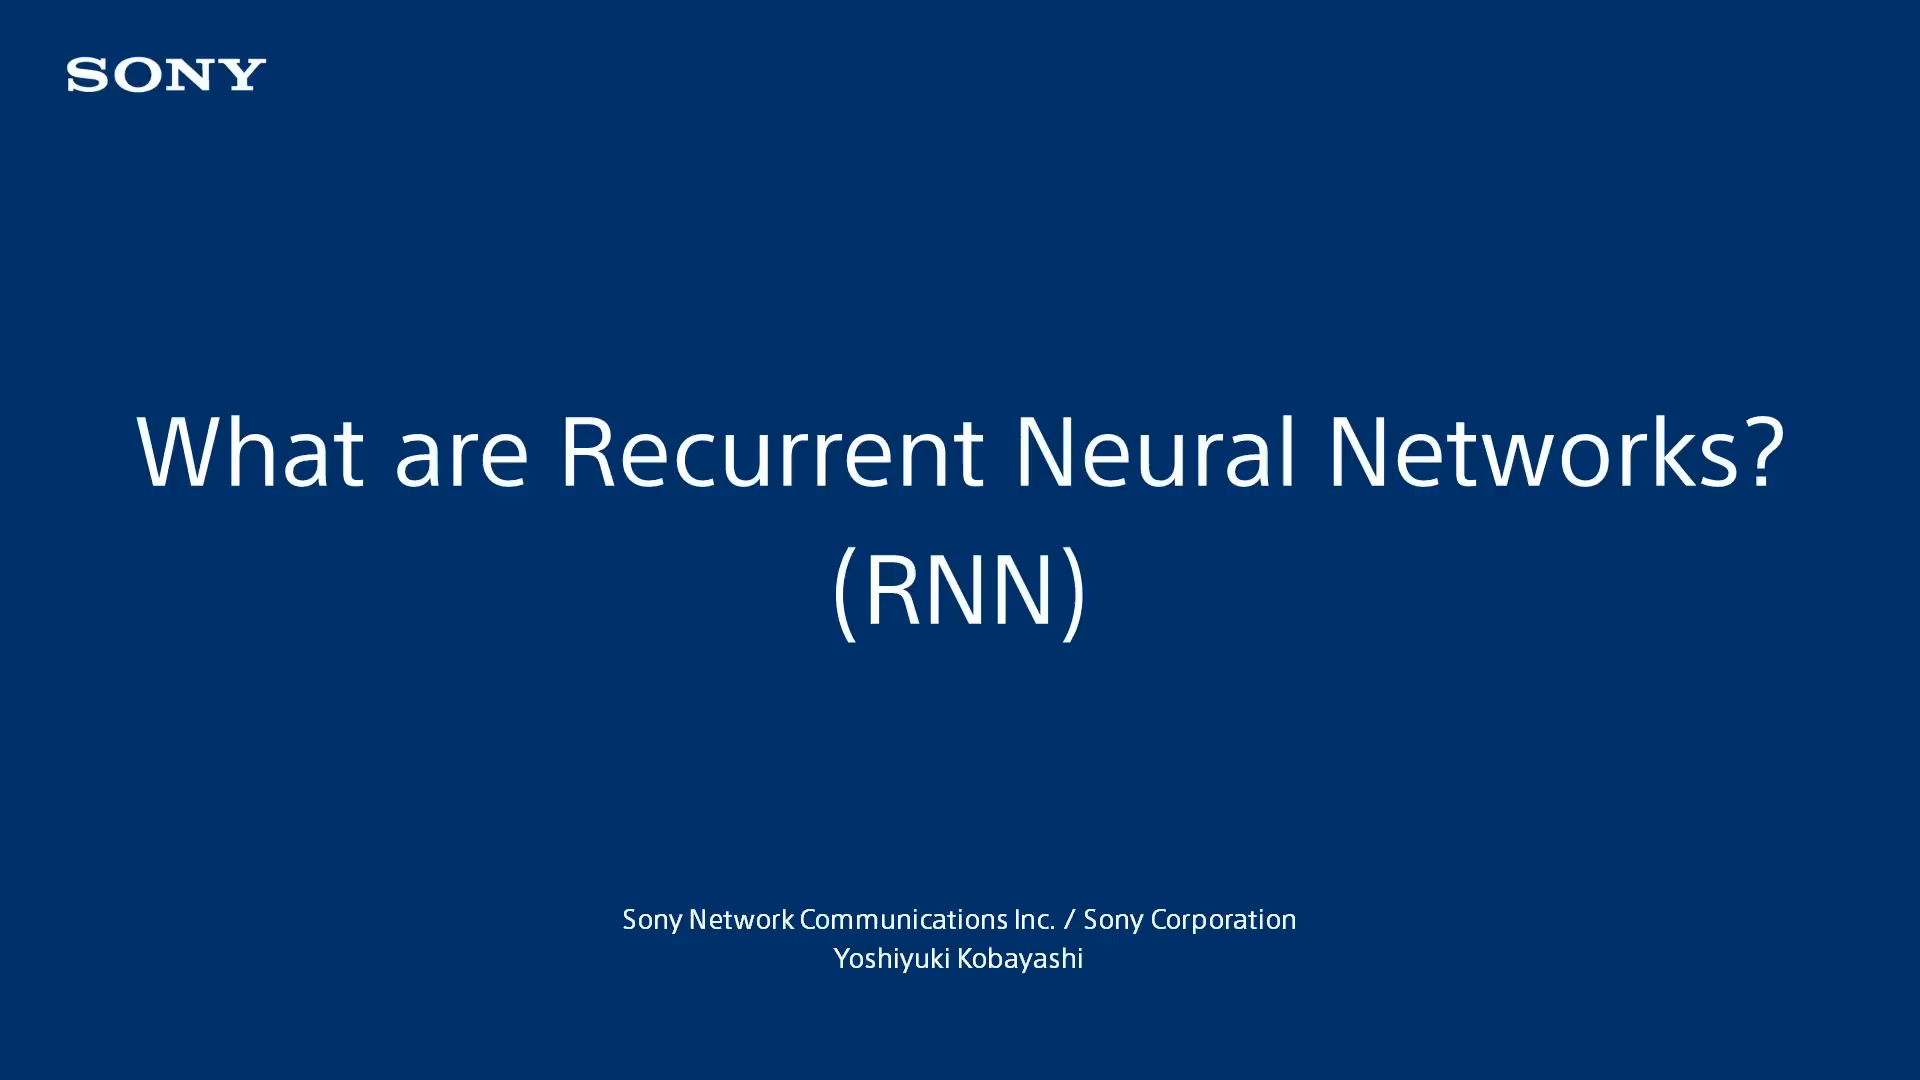 SONY
What are Recurrent Neural Networks?
(RNN)
Sony Network Communications Inc. / Sony Corporation
Yoshiyuki Kobayashi